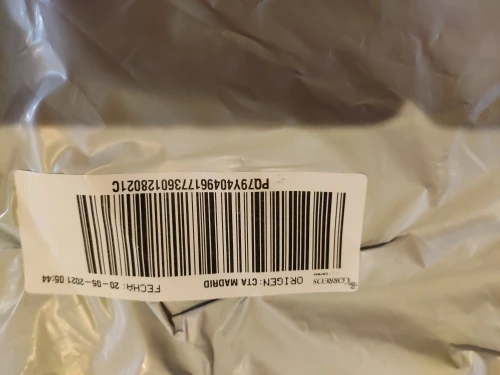 CORREOS ORIGEN: CTA MADRID FECHA: 20-05-2021 05:44
PQ79Y40496177360128021C